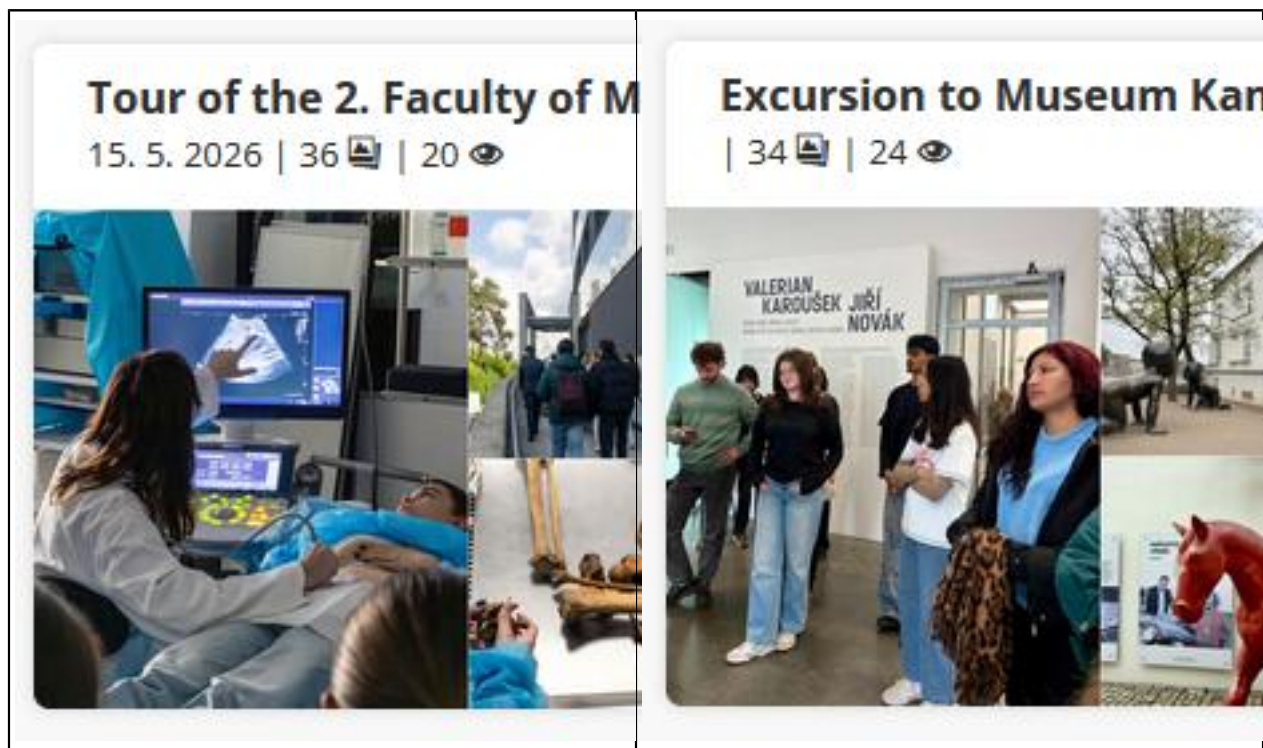 Tour of the 2. Faculty of M
15. 5. 2026 | 36 | 20
Excursion to Museum Kam
| 34 | 24
VALERIAN
KAROUŠEK JIŘÍ
NOVÁK